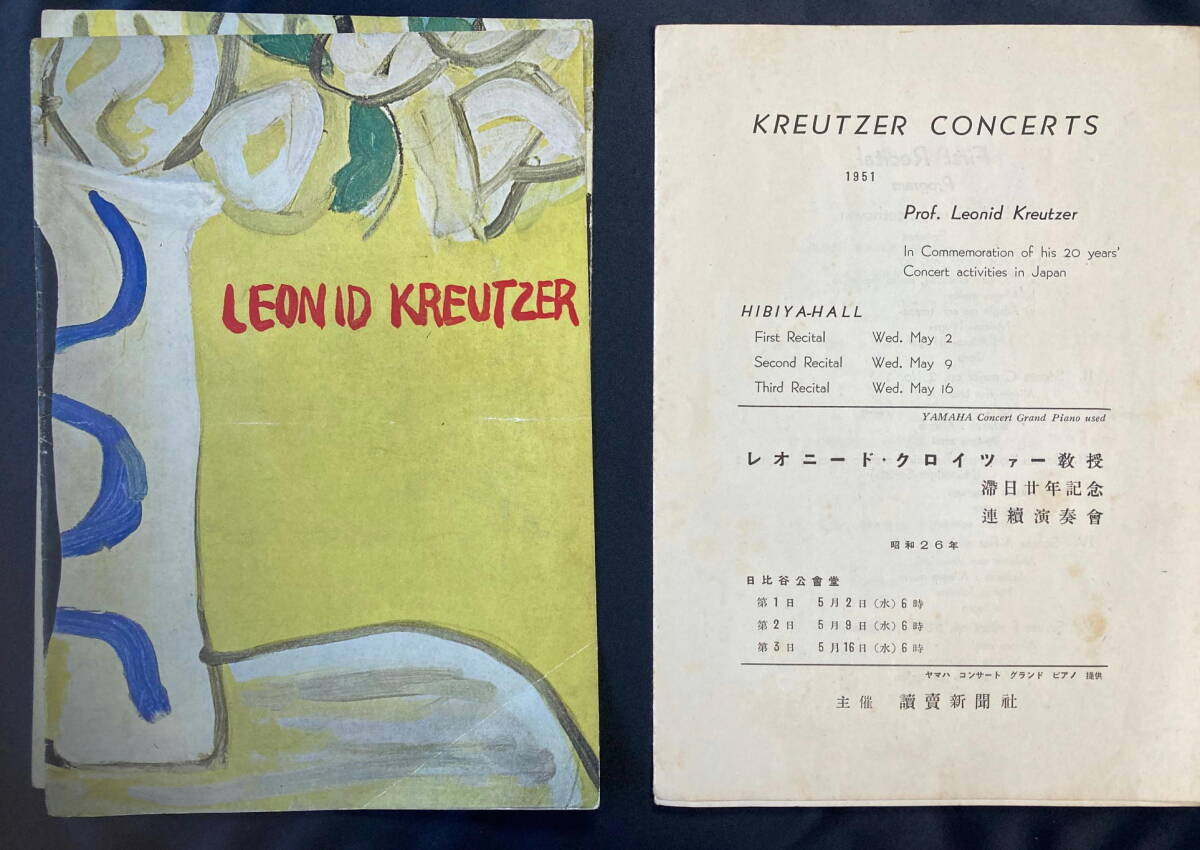 LEONID KREUTZER
KREUTZER CONCERTS
1951
Prof. Leonid Kreutzer
In Commemoration of his 20 years'
Concert activities in Japan
HIBIYA-HALL
First Recital Wed. May 2
Second Recital Wed. May 9
Third Recital Wed. May 16
YAMAHA Concert Grand Piano used
レオニード・クロイツァー敎授
滯日廿年記念
連續演奏會
昭和26年
日比谷公會堂
第1日 5月2日(水)6時
第2日 5月9日(水)6時
第3日 5月16日(水)6時
ヤマハ コンサート グランド ピアノ 提供
主催 讀賣新聞社